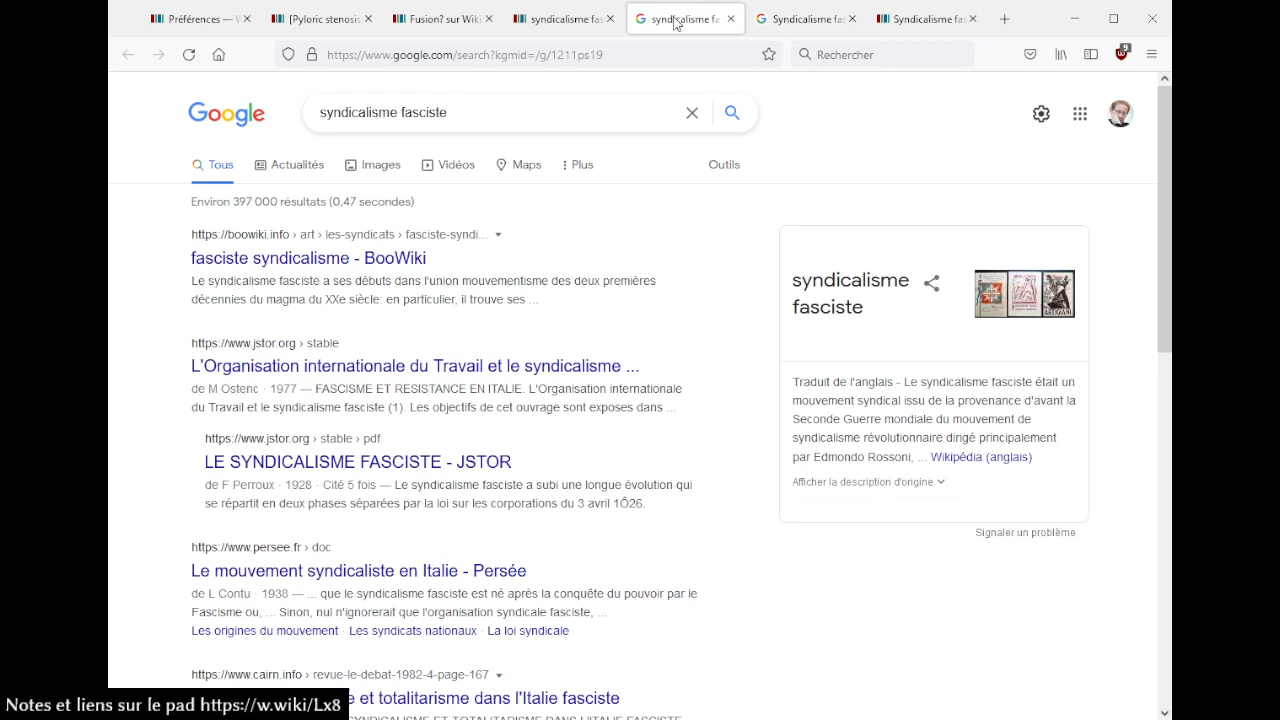 Préférences — V
[Pyloric stenosis
Fusion? sur Wiki
syndicalisme fas
syndicalisme fa
Syndicalisme fas
Syndicalisme fas
https://www.google.com/search?kgmid=/g/1211ps19
Rechercher
9
Google
syndicalisme fasciste
Tous
Actualités
Images
Vidéos
Maps
Plus
Outils
Environ 397 000 résultats (0,47 secondes)
https://boowiki.info › art › les-syndicats › fasciste-syndi...
fasciste syndicalisme - BooWiki
Le syndicalisme fasciste a ses débuts dans l'union mouvementisme des deux premières
décennies du magma du XXe siècle: en particulier, il trouve ses ...
https://www.jstor.org › stable
L'Organisation internationale du Travail et le syndicalisme ...
de M Ostenc · 1977 — FASCISME ET RESISTANCE EN ITALIE. L'Organisation internationale
du Travail et le syndicalisme fasciste (1). Les objectifs de cet ouvrage sont exposes dans ...
https://www.jstor.org › stable › pdf
LE SYNDICALISME FASCISTE - JSTOR
de F Perroux · 1928 · Cité 5 fois — Le syndicalisme fasciste a subi une longue évolution qui
se répartit en deux phases séparées par la loi sur les corporations du 3 avril 1Ô26.
https://www.persee.fr › doc
Le mouvement syndicaliste en Italie - Persée
de L Contu · 1938 — ... que le syndicalisme fasciste est né après la conquête du pouvoir par le
Fascisme ou, ... Sinon, nul n'ignorerait que l'organisation syndicale fasciste, ...
Les origines du mouvement · Les syndicats nationaux · La loi syndicale
https://www.cairn.info › revue-le-debat-1982-4-page-167
e et totalitarisme dans l'Italie fasciste
SYNDICALISME ET TOTALITARISME DANS L'ITALIE FASCISTE
syndicalisme
fasciste
Traduit de l'anglais - Le syndicalisme fasciste était un
mouvement syndical issu de la provenance d'avant la
Seconde Guerre mondiale du mouvement de
syndicalisme révolutionnaire dirigé principalement
par Edmondo Rossoni, ... Wikipédia (anglais)
Afficher la description d'origine
Signaler un problème
Notes et liens sur le pad https://w.wiki/Lx8